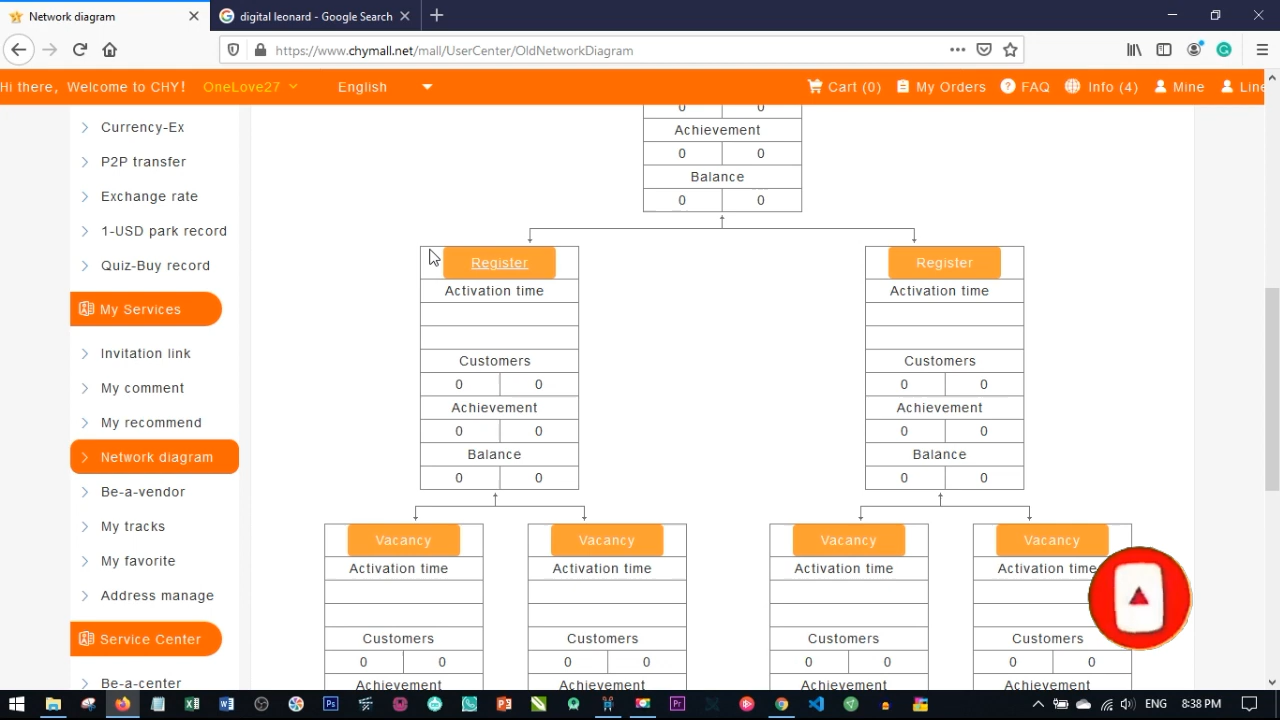 Network diagram
digital leonard - Google Search
https://www.chymall.net/mall/UserCenter/OldNetworkDiagram
Hi there, Welcome to CHY! OneLove27 English Cart (0) My Orders FAQ Info (4) Mine Line
Currency-Ex
P2P transfer
Exchange rate
1-USD park record
Quiz-Buy record
My Services
Invitation link
My comment
My recommend
Network diagram
Be-a-vendor
My tracks
My favorite
Address manage
Service Center
Be-a-center
0 0
Achievement
0 0
Balance
0 0
Register
Activation time
Customers
0 0
Achievement
0 0
Balance
0 0
Register
Activation time
Customers
0 0
Achievement
0 0
Balance
0 0
Vacancy
Activation time
Customers
0 0
Achievement
Vacancy
Activation time
Customers
0 0
Achievement
Vacancy
Activation time
Customers
0 0
Achievement
Vacancy
Activation time
Customers
0 0
Achievement
ENG 8:38 PM